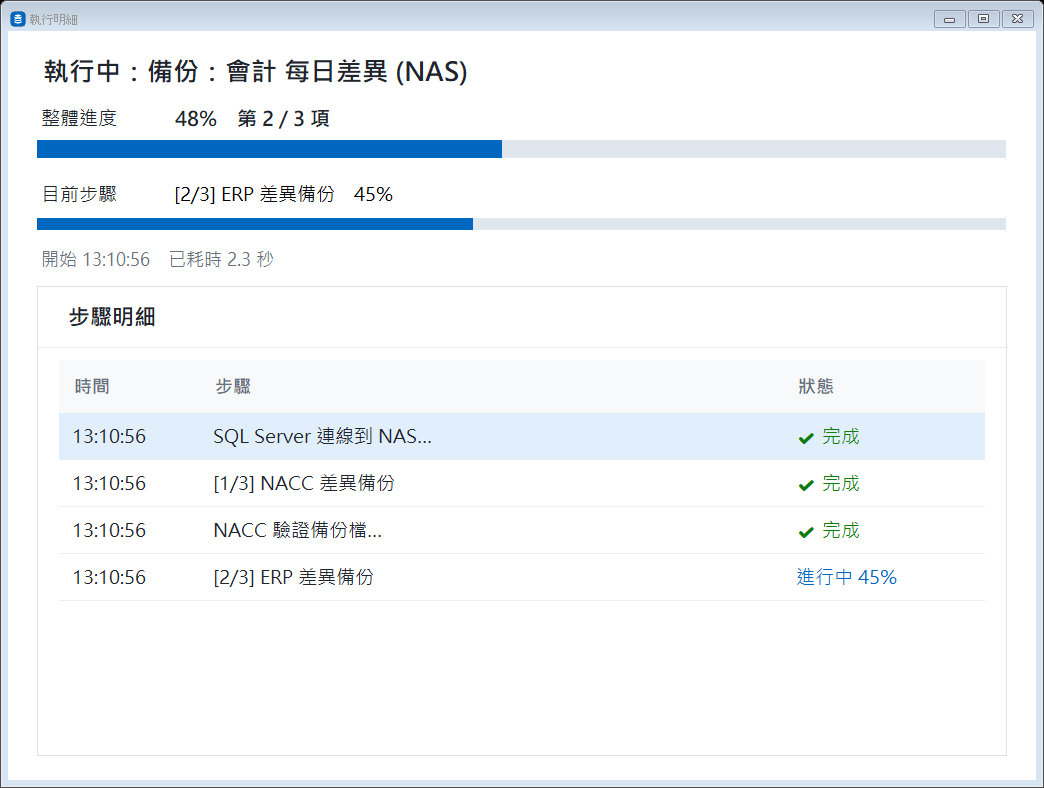 執行明細
執行中：備份：會計 每日差異 (NAS)
整體進度 48% 第 2 / 3 項
目前步驟 [2/3] ERP 差異備份 45%
開始 13:10:56 已耗時 2.3 秒
步驟明細
時間 步驟 狀態
13:10:56 SQL Server 連線到 NAS... ✔ 完成
13:10:56 [1/3] NACC 差異備份 ✔ 完成
13:10:56 NACC 驗證備份檔... ✔ 完成
13:10:56 [2/3] ERP 差異備份 進行中 45%